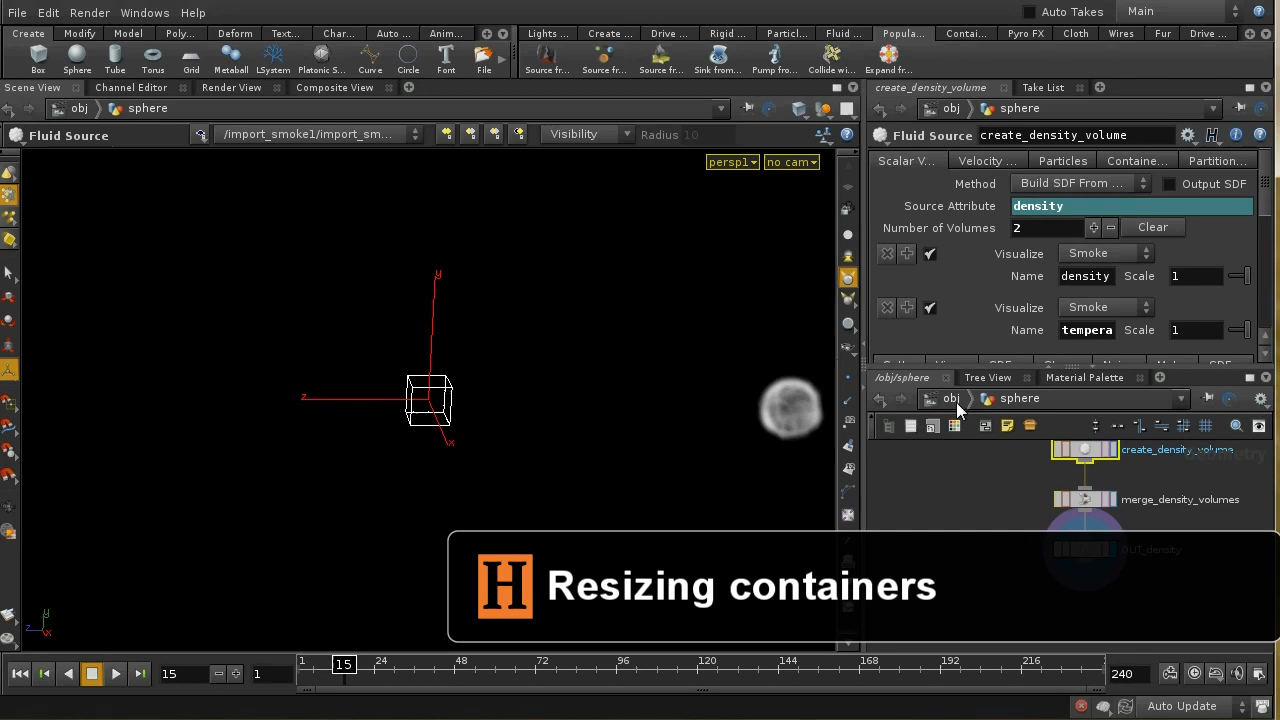 File Edit Render Windows Help Auto Takes Main
Create Modify Model Poly... Deform Text... Char... Auto ... Anim... Lights ... Create ... Drive ... Rigid ... Particl... Fluid ... Popula... Contai... Pyro FX Cloth Wires Fur Drive ...
Box Sphere Tube Torus Grid Metaball LSystem Platonic S... Curve Circle Font File Source fr... Source fr... Source fr... Sink from... Pump fro... Collide wi... Expand fr...
Scene View Channel Editor Render View Composite View create_density_volume Take List
obj sphere obj sphere
Fluid Source /import_smoke1/import_sm... Visibility Radius 10 Fluid Source create_density_volume
persp1 no cam Scalar V... Velocity ... Particles Containe... Partition...
Method Build SDF From ... Output SDF
Source Attribute density
Number of Volumes 2 Clear
Visualize Smoke
Name density Scale 1
Visualize Smoke
Name tempera Scale 1
/obj/sphere Tree View Material Palette
obj sphere
y
z
x
create_density_volume
merge_density_volumes
OUT_density
H Resizing containers
y
z x
15 1 1 15 24 48 72 96 120 144 168 192 216 240
Auto Update